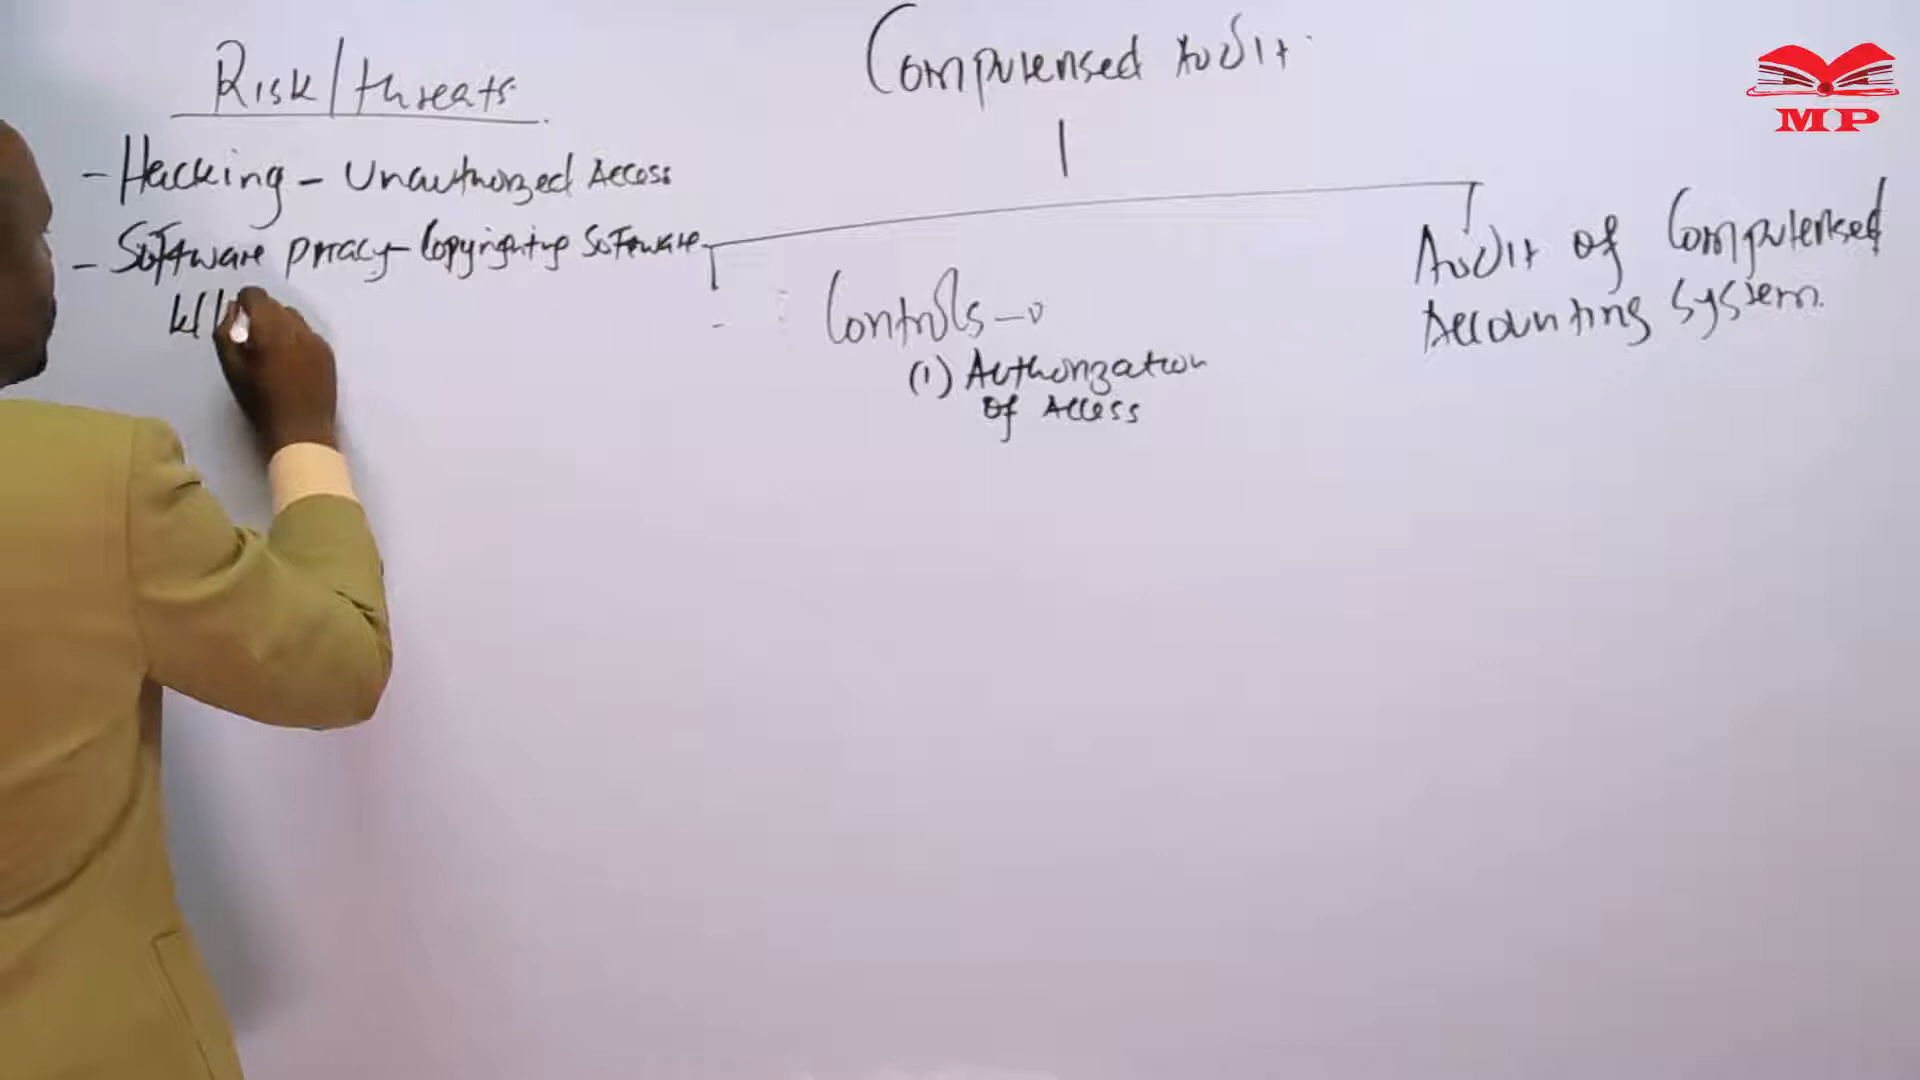 Risk/threats
- Hacking - Unauthorized Access
- Software piracy - Copyrighting Software
Computerised Audit
Controls
(1) Authorization
of Access
Audit of Computerised
Accounting System.
MP